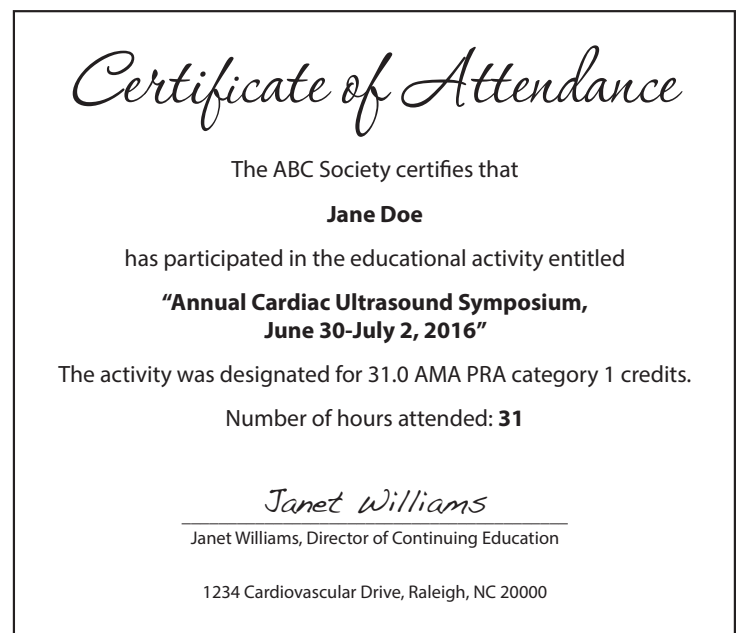 Certificate of Attendance
The ABC Society certifies that
Jane Doe
has participated in the educational activity entitled
“Annual Cardiac Ultrasound Symposium,
June 30-July 2, 2016”
The activity was designated for 31.0 AMA PRA category 1 credits.
Number of hours attended: 31
Janet Williams
Janet Williams, Director of Continuing Education
1234 Cardiovascular Drive, Raleigh, NC 20000